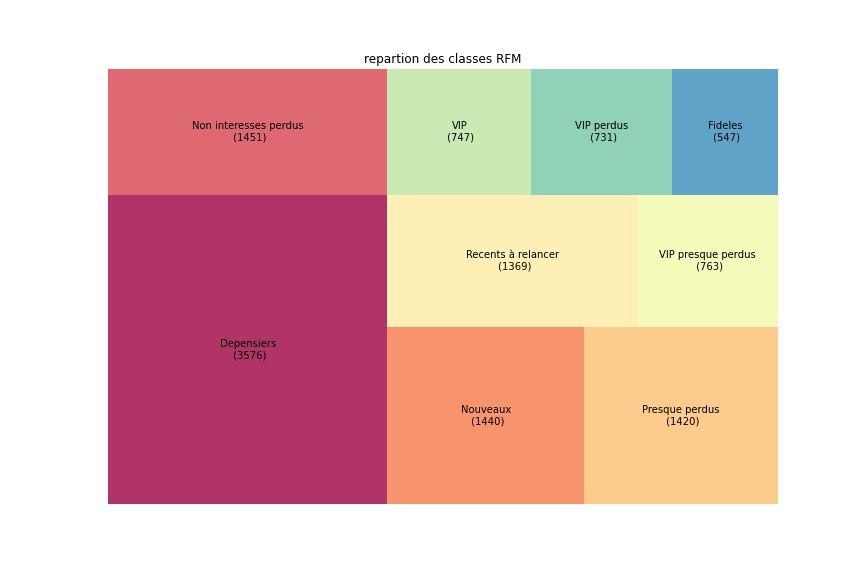 repartion des classes RFM
Non interesses perdus
(1451)
VIP
(747)
VIP perdus
(731)
Fideles
(547)
Depensiers
(3576)
Recents à relancer
(1369)
VIP presque perdus
(763)
Nouveaux
(1440)
Presque perdus
(1420)